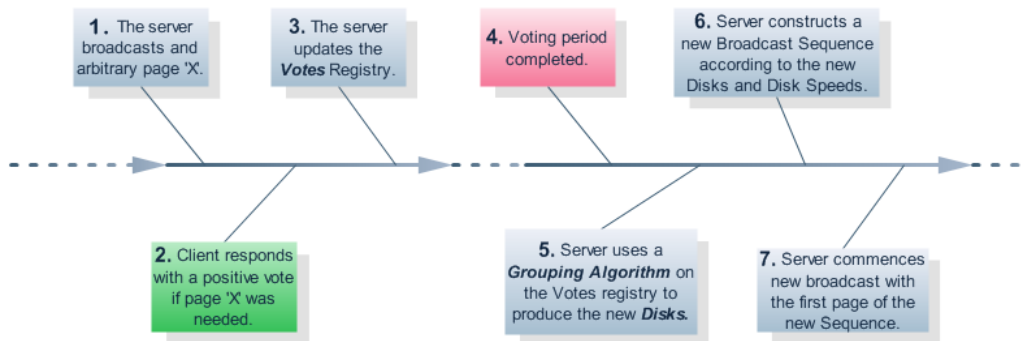 1. The server
broadcasts and
arbitrary page 'X'.
2. Client responds
with a positive vote
if page 'X' was
needed.
3. The server
updates the
Votes Registry.
4. Voting period
completed.
5. Server uses a
Grouping Algorithm on
the Votes registry to
produce the new Disks.
6. Server constructs a
new Broadcast Sequence
according to the new
Disks and Disk Speeds.
7. Server commences
new broadcast with
the first page of the
new Sequence.